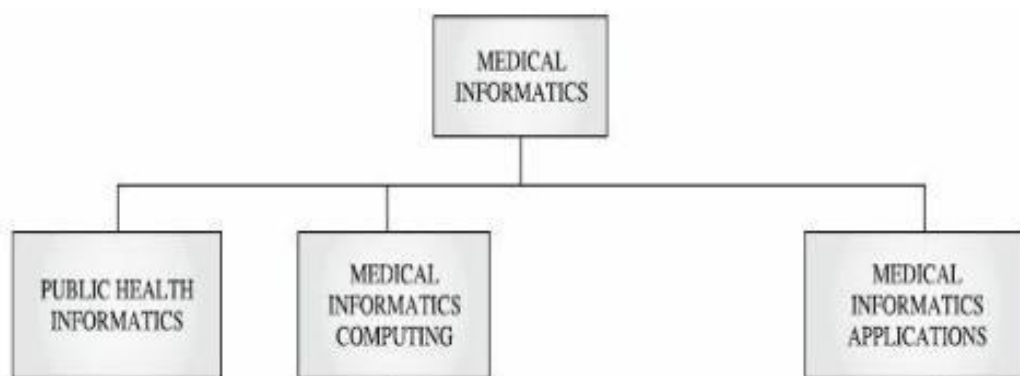 MEDICAL
INFORMATICS
PUBLIC HEALTH
INFORMATICS
MEDICAL
INFORMATICS
COMPUTING
MEDICAL
INFORMATICS
APPLICATIONS